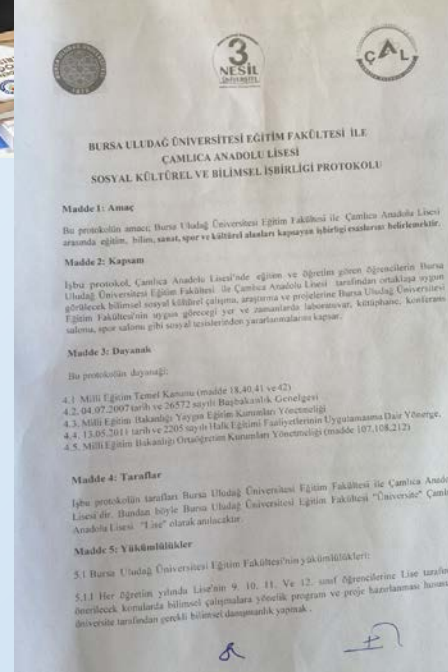 3
NESİL
ÇAL
BURSA ULUDAĞ ÜNİVERSİTESİ EĞİTİM FAKÜLTESİ İLE
ÇAMLICA ANADOLU LİSESİ
SOSYAL KÜLTÜREL VE BİLİMSEL İŞBİRLİGİ PROTOKOLU
Madde 1: Amaç
Bu protokolün amacı; Bursa Uludağ Üniversitesi Eğitim Fakültesi ile Çamlıca Anadolu Lisesi
arasında eğitim, bilim, sanat, spor ve kültürel alanları kapsayan işbirligi esaslarını belirlemektir.
Madde 2: Kapsam
İşbu protokol, Çamlıca Anadolu Lisesi'nde eğitim ve öğretim gören öğrencilerin Bursa
Uludağ Üniversitesi Eğitim Fakültesi ile Çamlıca Anadolu Lisesi tarafından ortaklaşa uygun
görülecek bilimsel sosyal kültürel çalışma, araştırma ve projelerine Bursa Uludağ Üniversitesi
Eğitim Fakültesi'nin uygun göreceği yer ve zamanlarda laboratuvar, kütüphane, konferans
salonu, spor salonu gibi sosyal tesislerinden yararlanmalarını kapsar.
Madde 3: Dayanak
Bu protokolün dayanağı;
4.1 Milli Eğitim Temel Kanunu (madde 18,40,41 ve 42)
4.2. 04.07.2007 tarih ve 26572 sayılı Başbakanlık Genelgesi
4.3. Milli Eğitim Bakanlığı Yaygın Eğitim Kurumları Yönetmeliği
4.4. 13.05.2011 tarih ve 2205 sayılı Halk Eğitimi Faaliyetlerinin Uygulamasına Dair Yönerge,
4.5. Milli Eğitim Bakanlığı Ortaöğretim Kurumları Yönetmeliği (madde 107,108,212)
Madde 4: Taraflar
İşbu protokolün tarafları Bursa Uludağ Üniversitesi Eğitim Fakültesi ile Çamlıca Anado
Lisesi'dir. Bundan böyle Bursa Uludağ Üniversitesi Eğitim Fakültesi "Üniversite" Çamlı
Anadolu Lisesi "Lise" olarak anılacaktır.
Madde 5: Yükümlülükler
5.1 Bursa Uludağ Üniversitesi Eğitim Fakültesi'nin yükümlülükleri;
5.1.1 Her öğretim yılında Lise'nin 9. 10. 11. Ve 12. sınıf öğrencilerine Lise tarafın
önerilecek konularda bilimsel çalışmalara yönelik program ve proje hazırlanması husus
üniversite tarafından gerekli bilimsel danışmanlık yapmak.